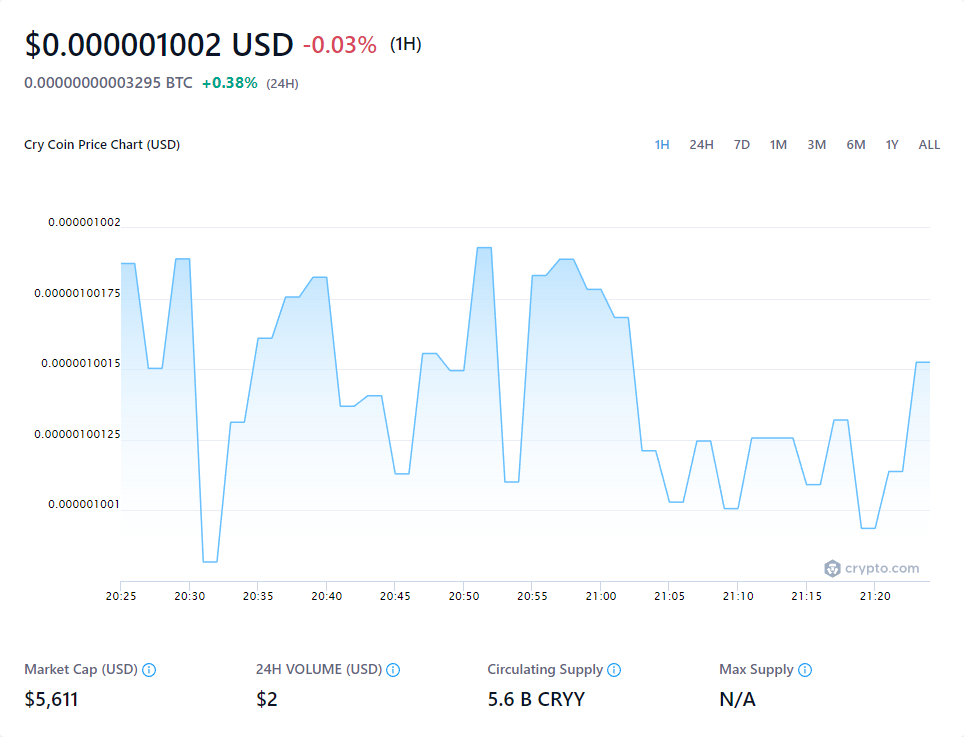 $0.000001002 USD -0.03% (1H)
0.00000000003295 BTC +0.38% (24H)
Cry Coin Price Chart (USD) 1H 24H 7D 1M 3M 6M 1Y ALL
0.000001002
0.00000100175
0.0000010015
0.00000100125
0.000001001
crypto.com
20:25 20:30 20:35 20:40 20:45 20:50 20:55 21:00 21:05 21:10 21:15 21:20
Market Cap (USD) 24H VOLUME (USD) Circulating Supply Max Supply
$5,611 $2 5.6 B CRYY N/A